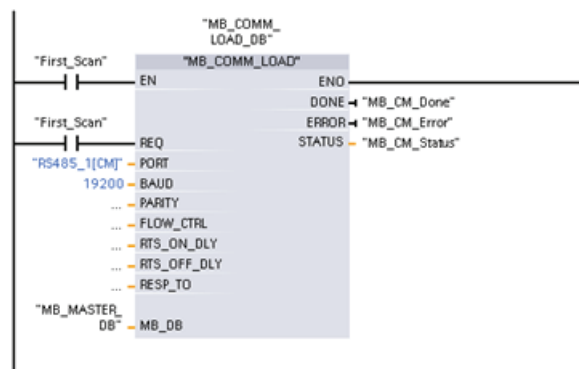 "MB_COMM_
LOAD_DB"
"First_Scan"
"MB_COMM_LOAD"
EN
ENO
DONE
"MB_CM_Done"
"First_Scan"
ERROR
"MB_CM_Error"
REQ
STATUS
"MB_CM_Status"
"RS485_1[CM]"
PORT
19200
BAUD
...
PARITY
...
FLOW_CTRL
...
RTS_ON_DLY
...
RTS_OFF_DLY
...
RESP_TO
"MB_MASTER_
DB"
MB_DB